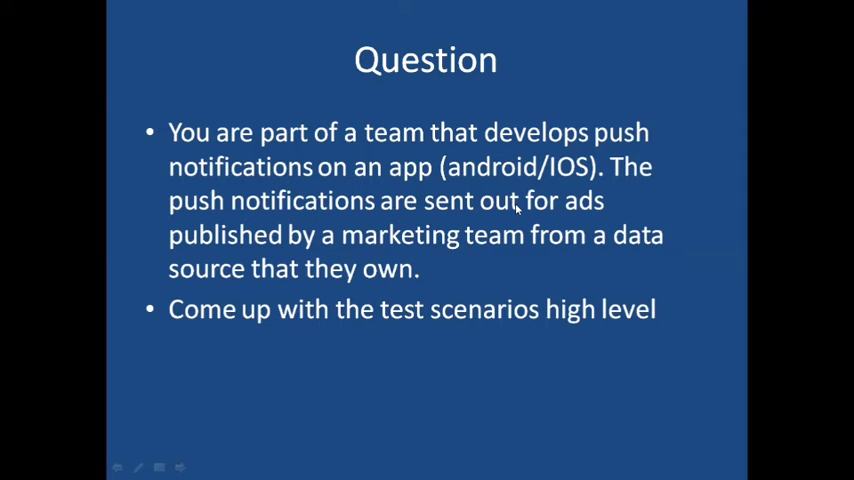 Question
• You are part of a team that develops push
notifications on an app (android/IOS). The
push notifications are sent out for ads
published by a marketing team from a data
source that they own.
• Come up with the test scenarios high level